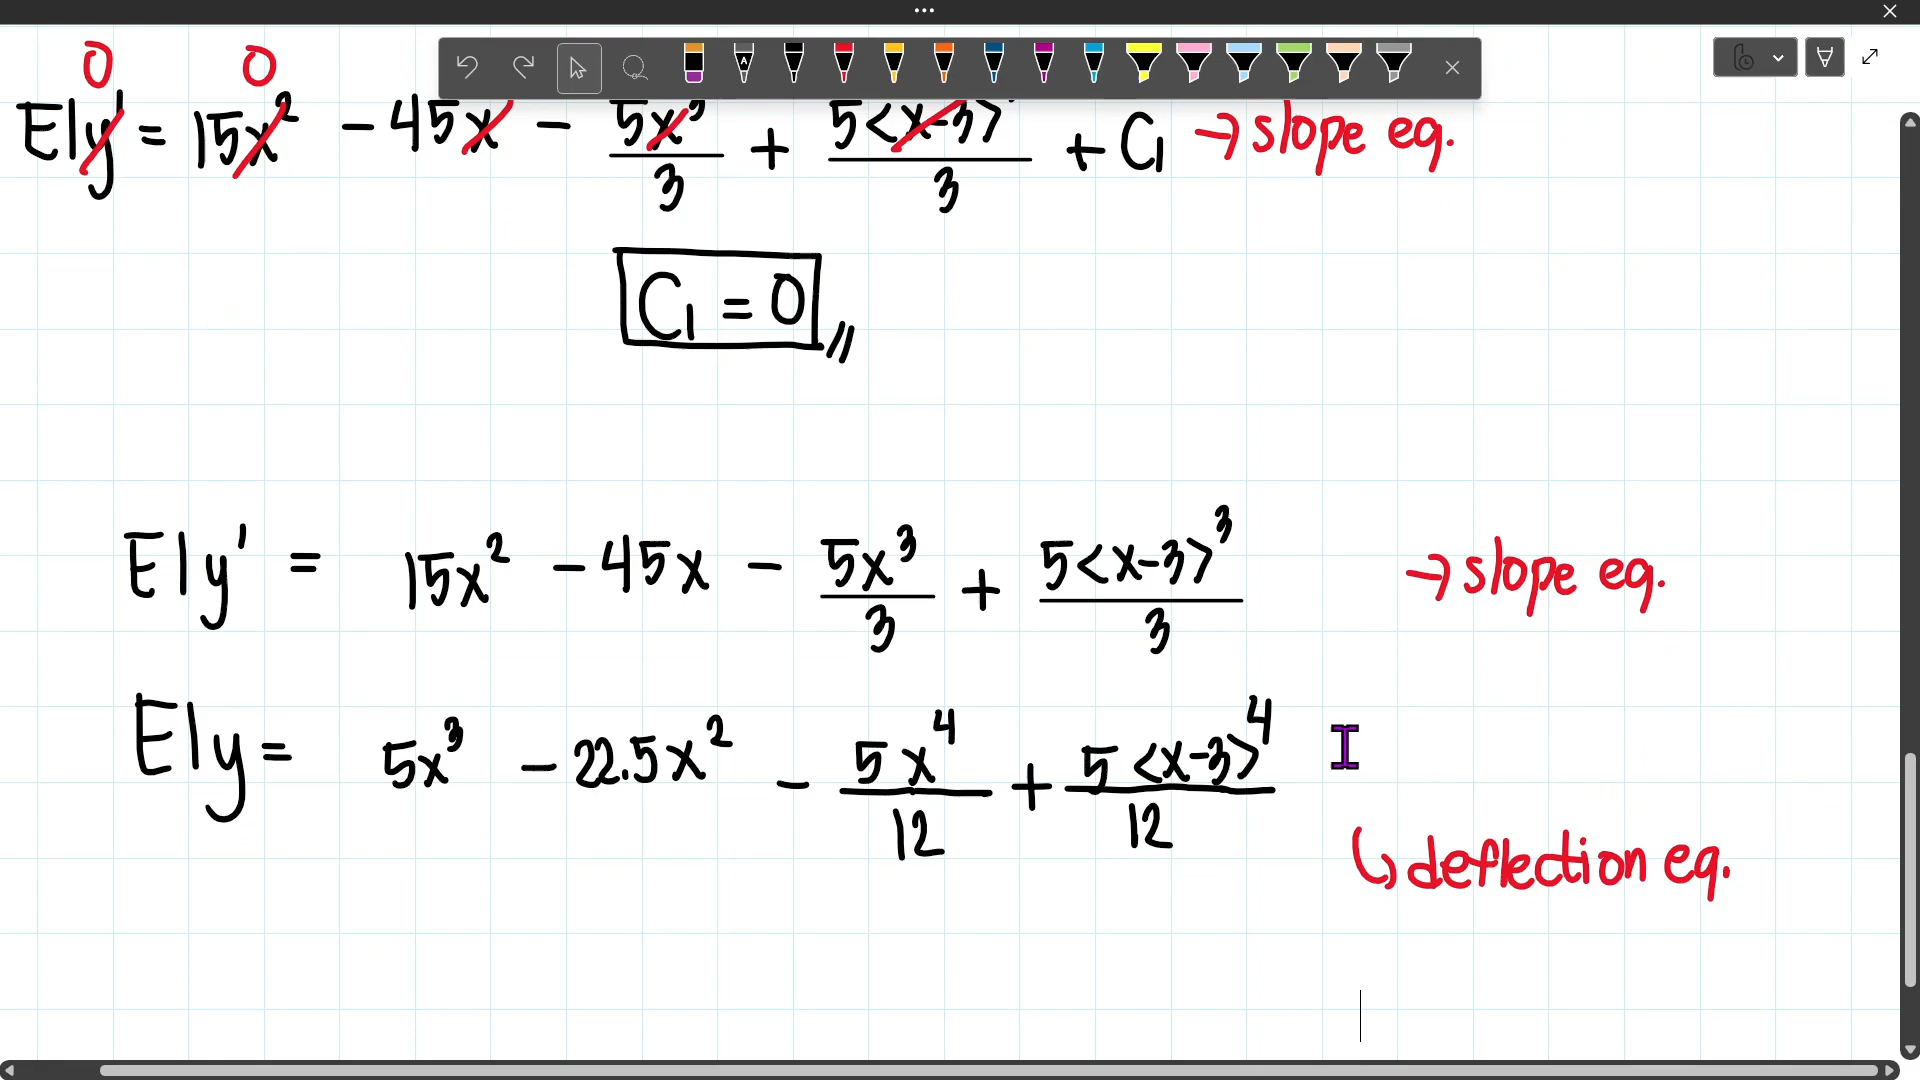 0 0
EIy' = 15x² - 45x - 5x³/3 + 5<x-3>/3 + C₁ → slope eq.
C₁ = 0 //
EIy' = 15x² - 45x - 5x³/3 + 5<x-3>³/3 → slope eq.
EIy = 5x³ - 22.5x² - 5x⁴/12 + 5<x-3>⁴/12
↳ deflection eq.